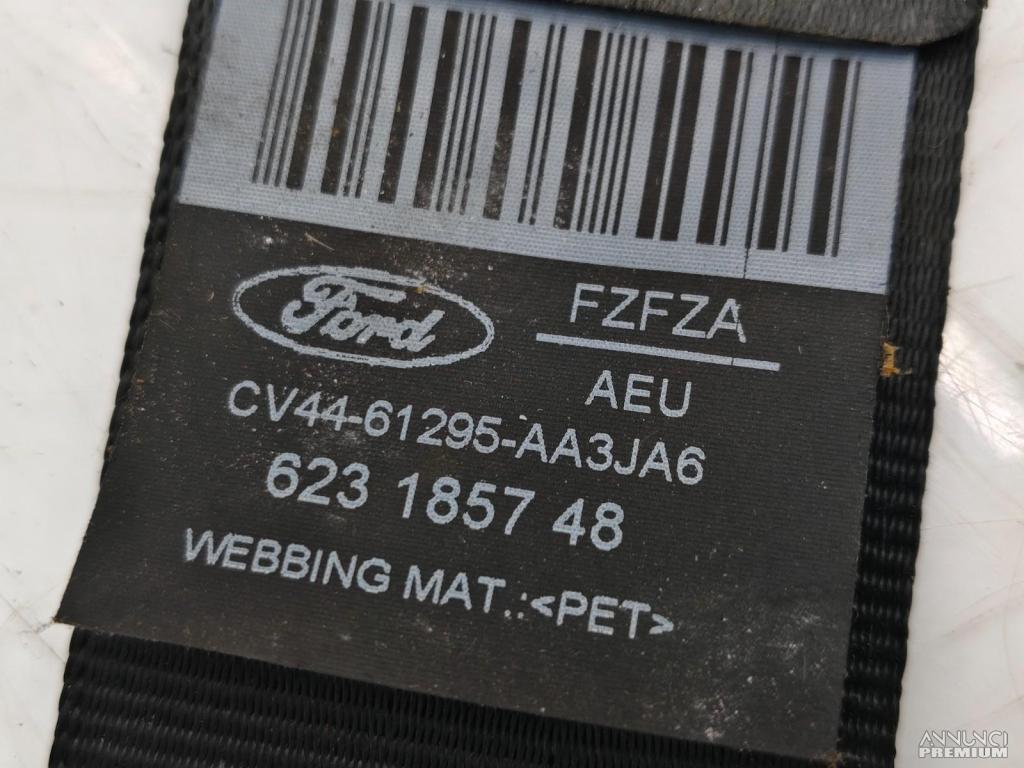 Ford
FZFZA
AEU
CV44-61295-AA3JA6
623 1857 48
WEBBING MAT.:<PET>
ANNUNCI
PREMIUM